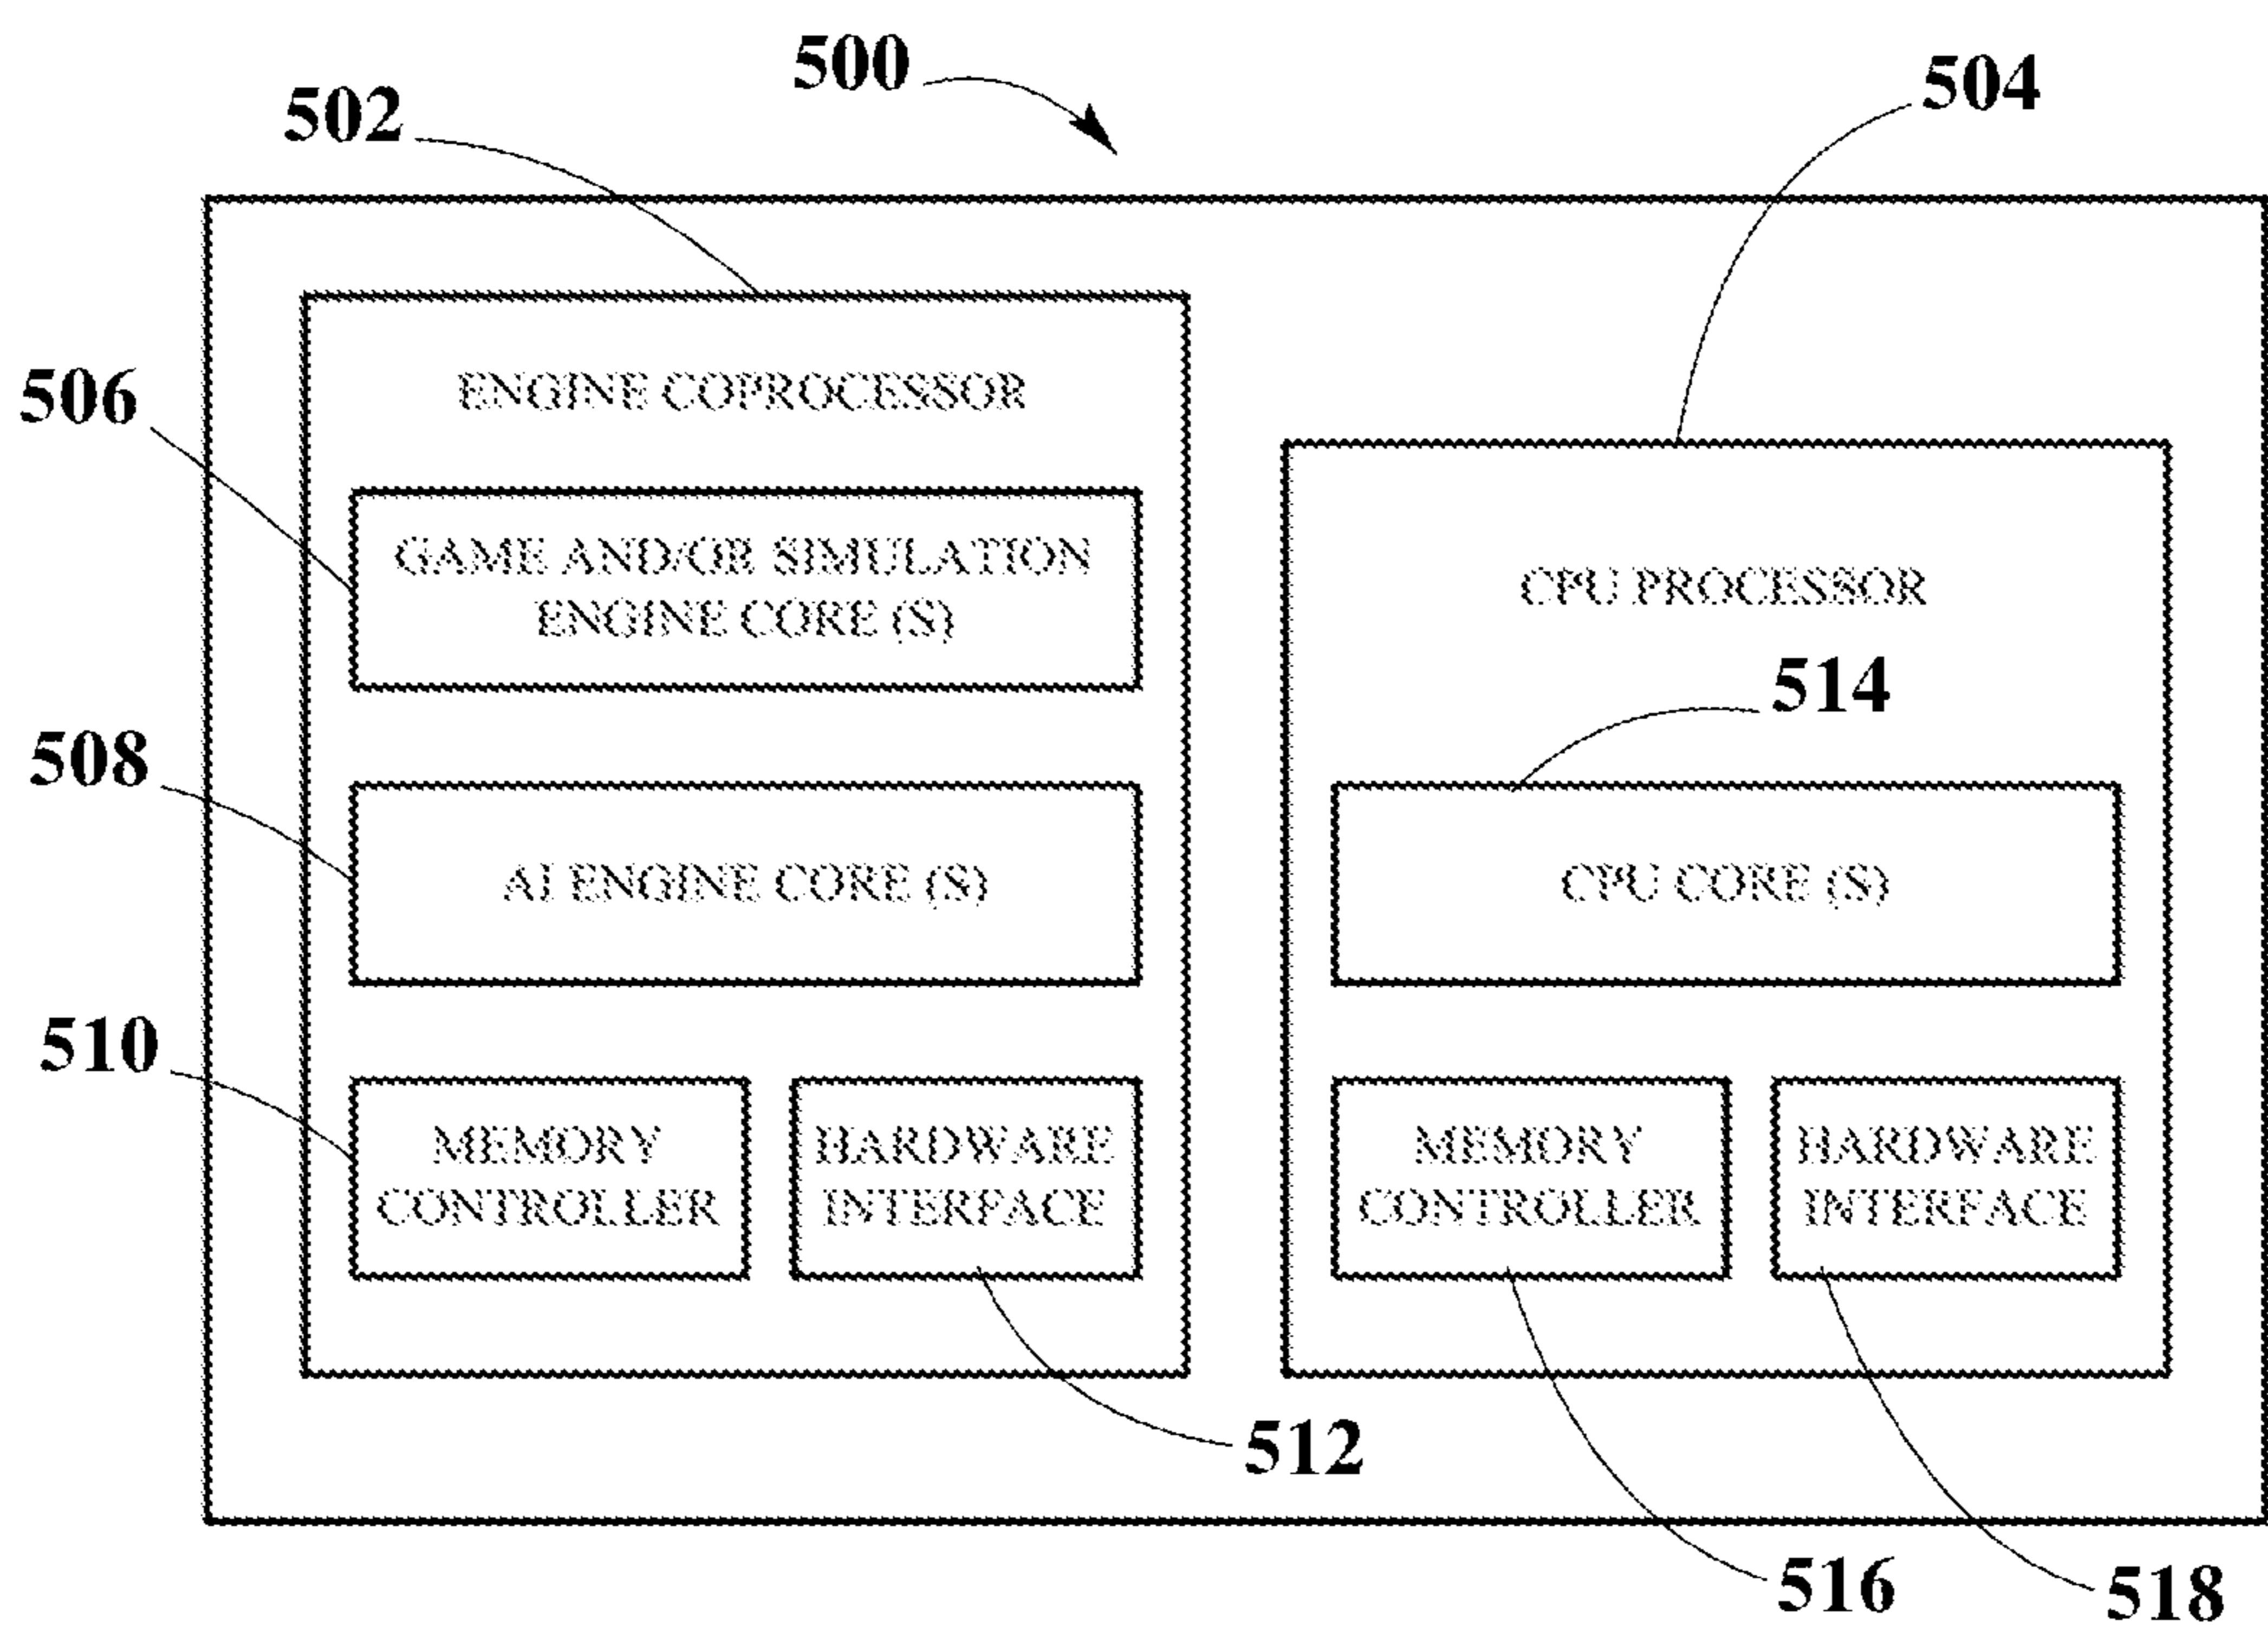 500
502
504
ENGINE COPROCESSOR
506
GAME AND/OR SIMULATION
ENGINE CORE (S)
CPU PROCESSOR
514
508
AI ENGINE CORE (S)
CPU CORE (S)
510
MEMORY
CONTROLLER
HARDWARE
INTERFACE
MEMORY
CONTROLLER
HARDWARE
INTERFACE
512
516
518